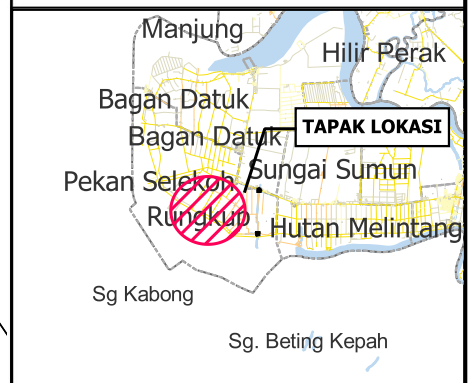 Manjung
Hilir Perak
Bagan Datuk
TAPAK LOKASI
Bagan Datuk
Sungai Sumun
Pekan Selekoh
Rungkup
Hutan Melintang
Sg Kabong
Sg. Beting Kepah